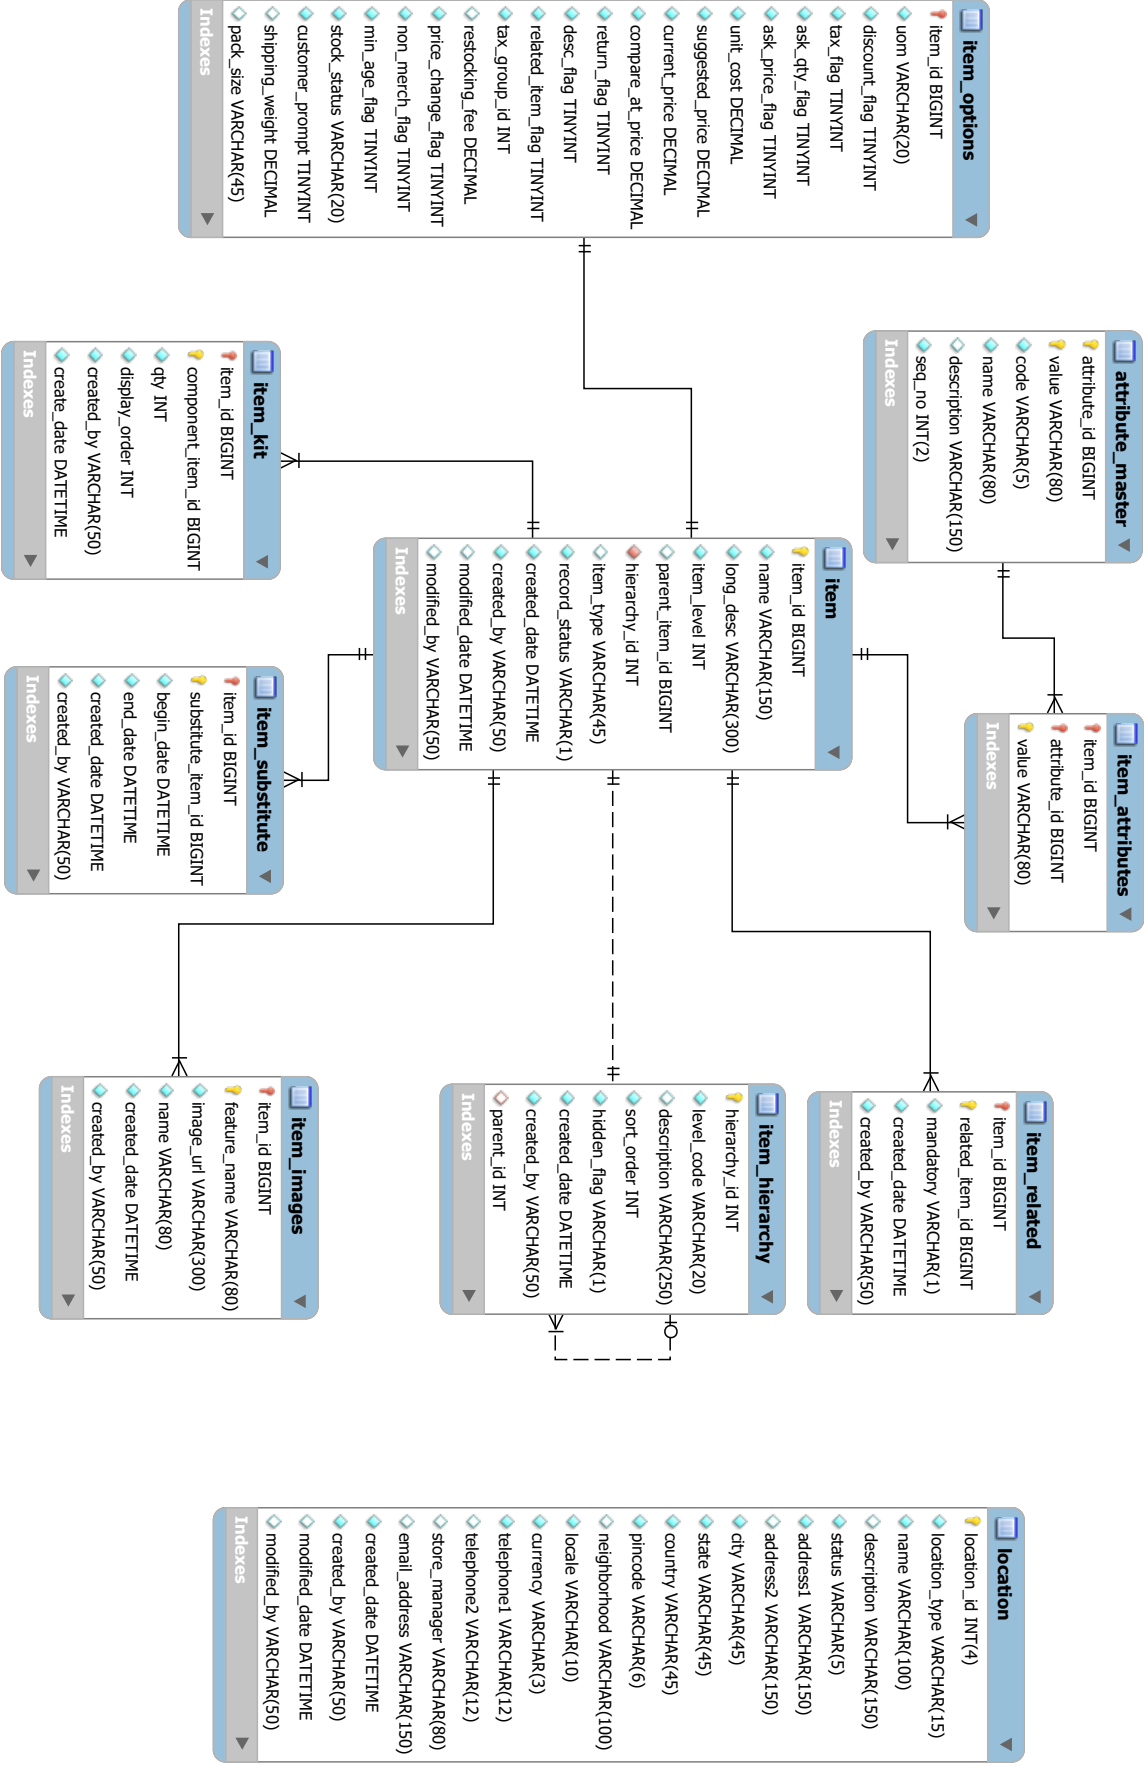 item_options
item_id BIGINT
uom VARCHAR(20)
discount_flag TINYINT
tax_flag TINYINT
ask_qty_flag TINYINT
ask_price_flag TINYINT
unit_cost DECIMAL
suggested_price DECIMAL
current_price DECIMAL
compare_at_price DECIMAL
return_flag TINYINT
desc_flag TINYINT
related_item_flag TINYINT
tax_group_id INT
restocking_fee DECIMAL
price_change_flag TINYINT
non_merch_flag TINYINT
min_age_flag TINYINT
stock_status VARCHAR(20)
customer_prompt TINYINT
shipping_weight DECIMAL
pack_size VARCHAR(45)
Indexes
attribute_master
attribute_id BIGINT
value VARCHAR(80)
code VARCHAR(5)
name VARCHAR(80)
description VARCHAR(150)
seq_no INT(2)
Indexes
item_kit
item_id BIGINT
component_item_id BIGINT
qty INT
display_order INT
created_by VARCHAR(50)
create_date DATETIME
Indexes
item
item_id BIGINT
name VARCHAR(150)
long_desc VARCHAR(300)
item_level INT
parent_item_id BIGINT
hierarchy_id INT
item_type VARCHAR(45)
record_status VARCHAR(1)
created_date DATETIME
created_by VARCHAR(50)
modified_date DATETIME
modified_by VARCHAR(50)
Indexes
item_attributes
item_id BIGINT
attribute_id BIGINT
value VARCHAR(80)
Indexes
item_substitute
item_id BIGINT
substitute_item_id BIGINT
begin_date DATETIME
end_date DATETIME
created_date DATETIME
created_by VARCHAR(50)
Indexes
item_related
item_id BIGINT
related_item_id BIGINT
mandatory VARCHAR(1)
created_date DATETIME
created_by VARCHAR(50)
Indexes
item_hierarchy
hierarchy_id INT
level_code VARCHAR(20)
description VARCHAR(250)
sort_order INT
hidden_flag VARCHAR(1)
created_date DATETIME
created_by VARCHAR(50)
parent_id INT
Indexes
item_images
item_id BIGINT
feature_name VARCHAR(80)
image_url VARCHAR(300)
name VARCHAR(80)
created_date DATETIME
created_by VARCHAR(50)
Indexes
location
location_id INT(4)
location_type VARCHAR(15)
name VARCHAR(100)
description VARCHAR(150)
status VARCHAR(5)
address1 VARCHAR(150)
address2 VARCHAR(150)
city VARCHAR(45)
state VARCHAR(45)
country VARCHAR(45)
pincode VARCHAR(6)
neighborhood VARCHAR(100)
locale VARCHAR(10)
currency VARCHAR(3)
telephone1 VARCHAR(12)
telephone2 VARCHAR(12)
store_manager VARCHAR(80)
email_address VARCHAR(150)
created_date DATETIME
created_by VARCHAR(50)
modified_date DATETIME
modified_by VARCHAR(50)
Indexes